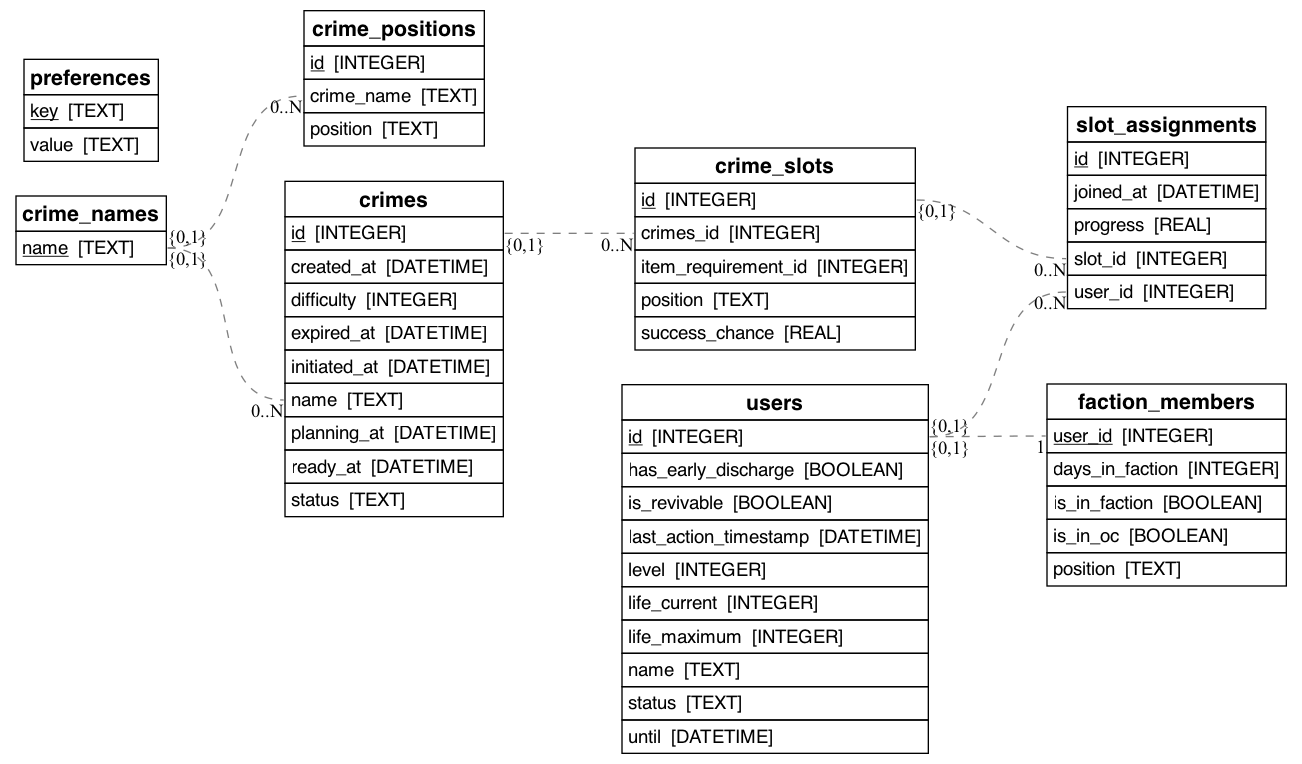 preferences
key [TEXT]
value [TEXT]
crime_names
name [TEXT]
{0,1}
{0,1}
crime_positions
id [INTEGER]
crime_name [TEXT]
position [TEXT]
0..N
crimes
id [INTEGER]
created_at [DATETIME]
difficulty [INTEGER]
expired_at [DATETIME]
initiated_at [DATETIME]
name [TEXT]
planning_at [DATETIME]
ready_at [DATETIME]
status [TEXT]
0..N
{0,1}
0..N
crime_slots
id [INTEGER]
crimes_id [INTEGER]
item_requirement_id [INTEGER]
position [TEXT]
success_chance [REAL]
{0,1}
users
id [INTEGER]
has_early_discharge [BOOLEAN]
is_revivable [BOOLEAN]
last_action_timestamp [DATETIME]
level [INTEGER]
life_current [INTEGER]
life_maximum [INTEGER]
name [TEXT]
status [TEXT]
until [DATETIME]
{0,1}
{0,1}
slot_assignments
id [INTEGER]
joined_at [DATETIME]
progress [REAL]
slot_id [INTEGER]
user_id [INTEGER]
0..N
0..N
faction_members
user_id [INTEGER]
days_in_faction [INTEGER]
is_in_faction [BOOLEAN]
is_in_oc [BOOLEAN]
position [TEXT]
1